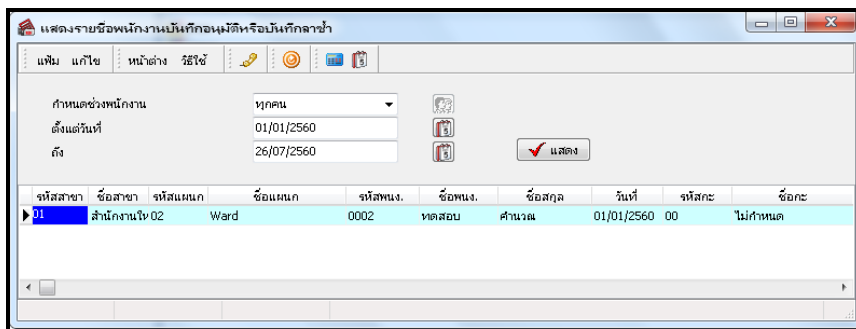 แสดงรายชื่อพนักงานบันทึกอนุมัติหรือบันทึกลาซ้ำ
แฟ้ม แก้ไข หน้าต่าง วิธีใช้
กำหนดช่วงพนักงาน ทุกคน
ตั้งแต่วันที่ 01/01/2560
ถึง 26/07/2560 แสดง
รหัสสาขา ชื่อสาขา รหัสแผนก ชื่อแผนก รหัสพนง. ชื่อพนง. ชื่อสกุล วันที่ รหัสกะ ชื่อกะ
01 สำนักงานให 02 Ward 0002 ทดสอบ คำนวณ 01/01/2560 00 ไม่กำหนด